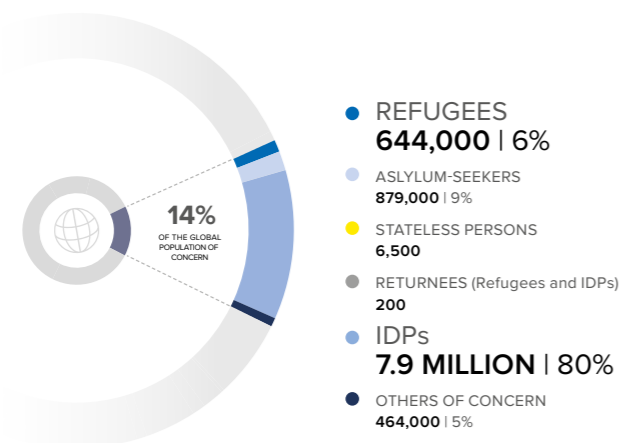 14%
OF THE GLOBAL
POPULATION OF
CONCERN
REFUGEES
644,000 | 6%
ASLYLUM-SEEKERS
879,000 | 9%
STATELESS PERSONS
6,500
RETURNEES (Refugees and IDPs)
200
IDPs
7.9 MILLION | 80%
OTHERS OF CONCERN
464,000 | 5%